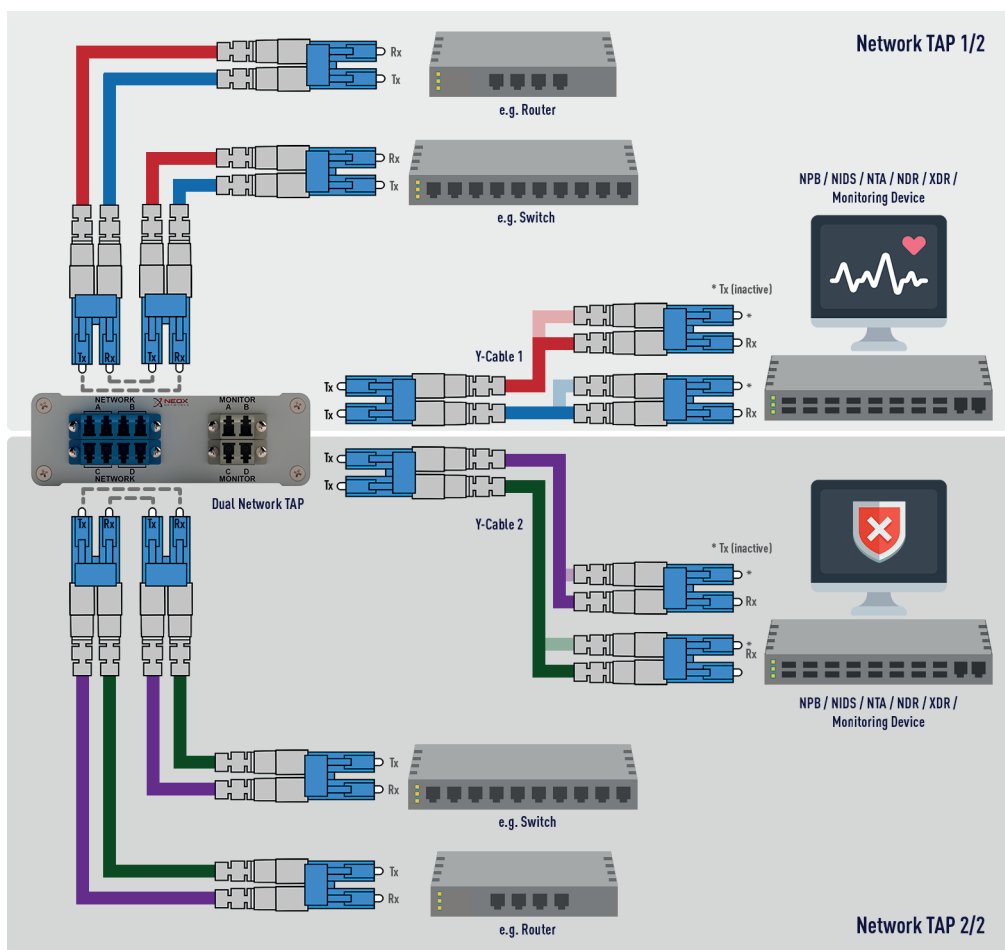 Network TAP 1/2
Rx
Tx
e.g. Router
Rx
Tx
e.g. Switch
NPB / NIDS / NTA / NDR / XDR /
Monitoring Device
* Tx (inactive)
*
Rx
Y-Cable 1
Tx
Tx
*
Rx
Tx
Rx
Tx
Rx
NETWORK
A
B
NEOX
NETWORKS
MONITOR
A
B
C
D
NETWORK
C
D
MONITOR
Dual Network TAP
Tx
Tx
Y-Cable 2
Tx
Rx
Tx
Rx
* Tx (inactive)
*
Rx
*
Rx
NPB / NIDS / NTA / NDR / XDR /
Monitoring Device
Tx
Rx
e.g. Switch
Tx
Rx
e.g. Router
Network TAP 2/2